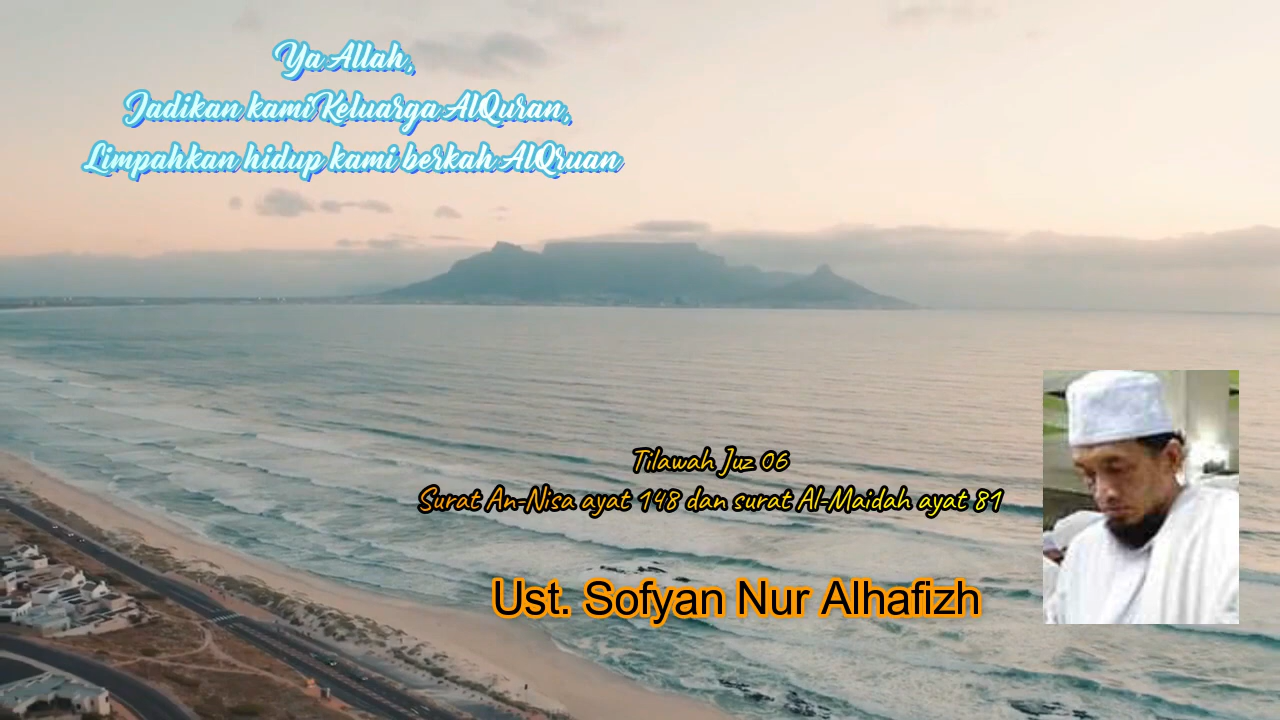 Ya Allah,
Jadikan kami Keluarga AlQuran,
Limpahkan hidup kami berkah AlQruan
Tilawah Juz 06
Surat An-Nisa ayat 148 dan surat Al-Maidah ayat 81
Ust. Sofyan Nur Alhafizh